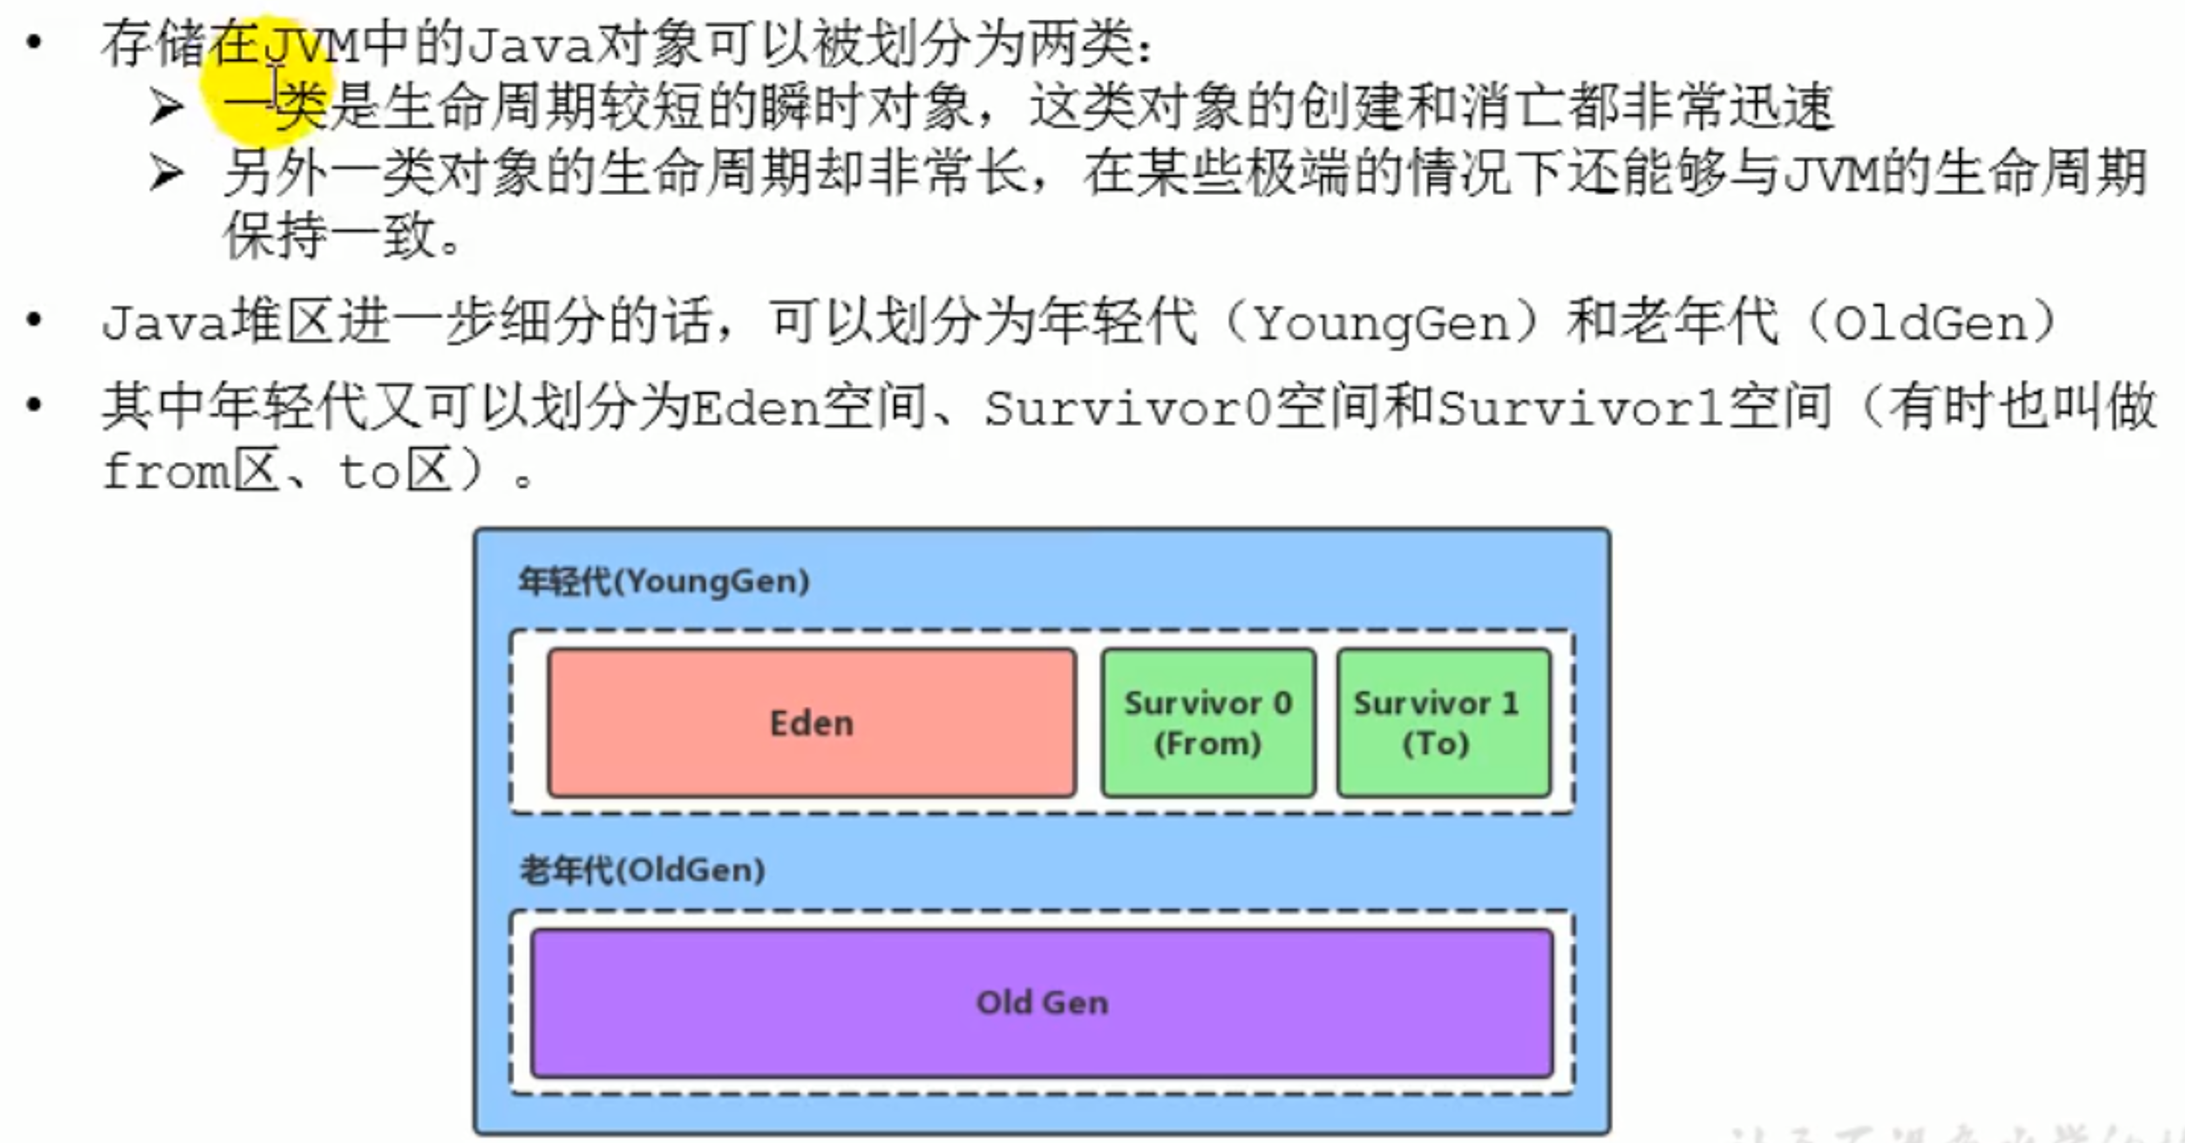 • 存储在JVM中的Java对象可以被划分为两类：
➢ 一类是生命周期较短的瞬时对象，这类对象的创建和消亡都非常迅速
➢ 另外一类对象的生命周期却非常长，在某些极端的情况下还能够与JVM的生命周期
保持一致。
• Java堆区进一步细分的话，可以划分为年轻代（YoungGen）和老年代（OldGen）
• 其中年轻代又可以划分为Eden空间、Survivor0空间和Survivor1空间（有时也叫做
from区、to区）。
年轻代(YoungGen)
Eden
Survivor 0
(From)
Survivor 1
(To)
老年代(OldGen)
Old Gen